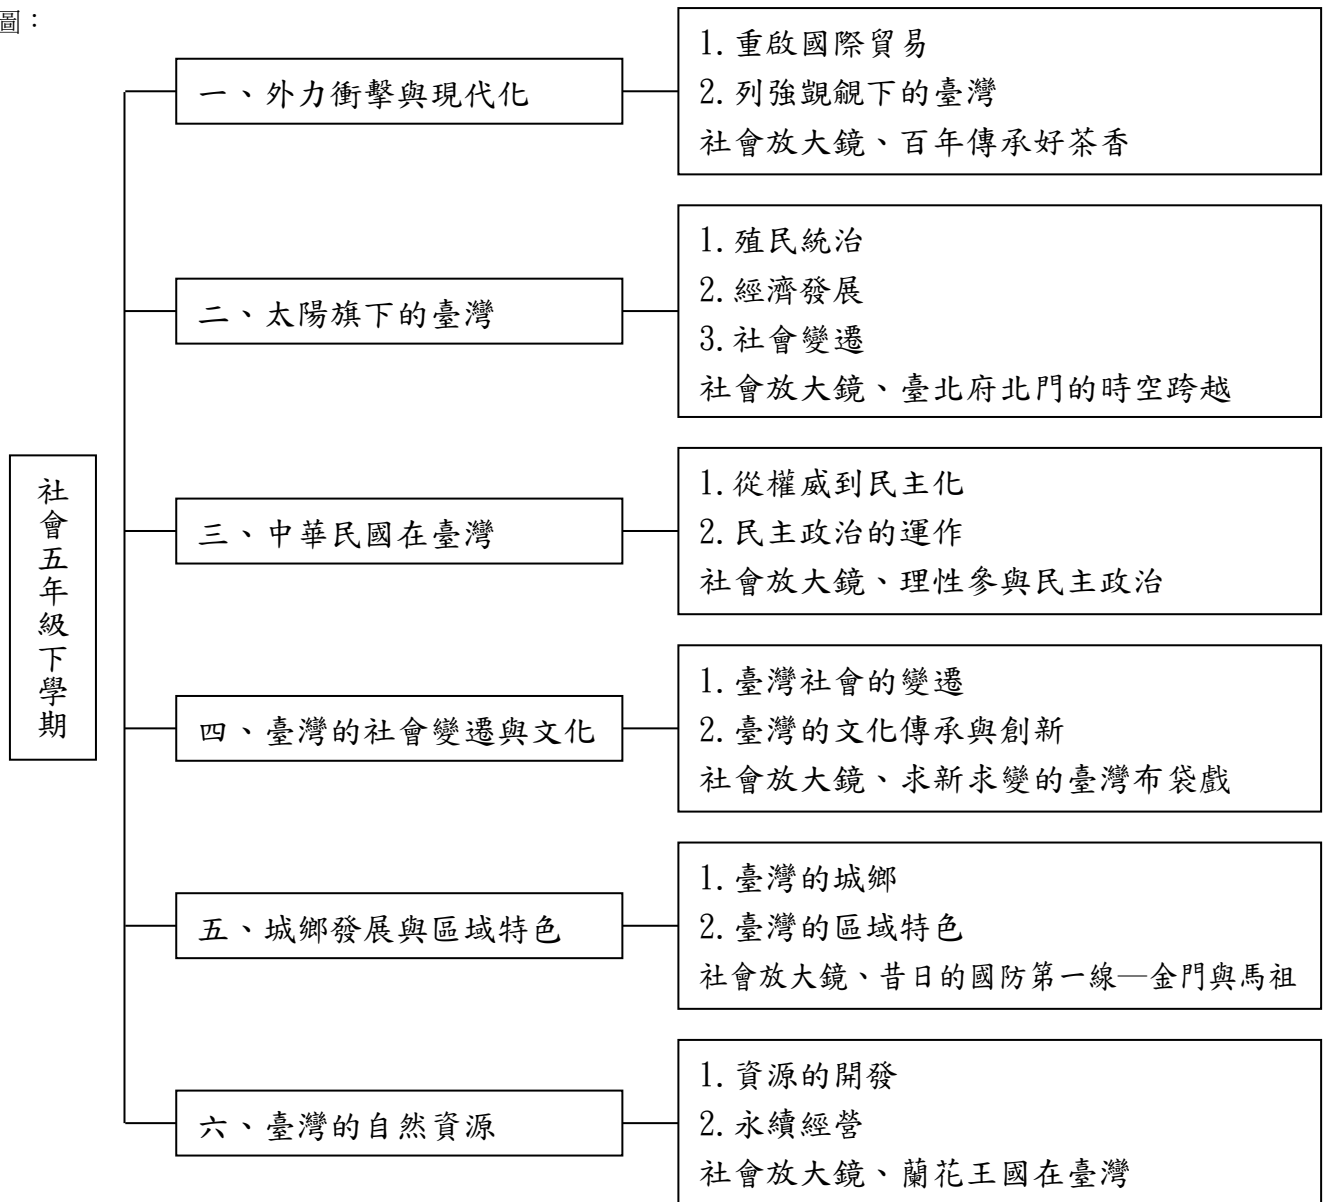 圖：
社會五年級下學期
一、外力衝擊與現代化
1.重啟國際貿易
2.列強覬覦下的臺灣
社會放大鏡、百年傳承好茶香
二、太陽旗下的臺灣
1.殖民統治
2.經濟發展
3.社會變遷
社會放大鏡、臺北府北門的時空跨越
三、中華民國在臺灣
1.從權威到民主化
2.民主政治的運作
社會放大鏡、理性參與民主政治
四、臺灣的社會變遷與文化
1.臺灣社會的變遷
2.臺灣的文化傳承與創新
社會放大鏡、求新求變的臺灣布袋戲
五、城鄉發展與區域特色
1.臺灣的城鄉
2.臺灣的區域特色
社會放大鏡、昔日的國防第一線—金門與馬祖
六、臺灣的自然資源
1.資源的開發
2.永續經營
社會放大鏡、蘭花王國在臺灣